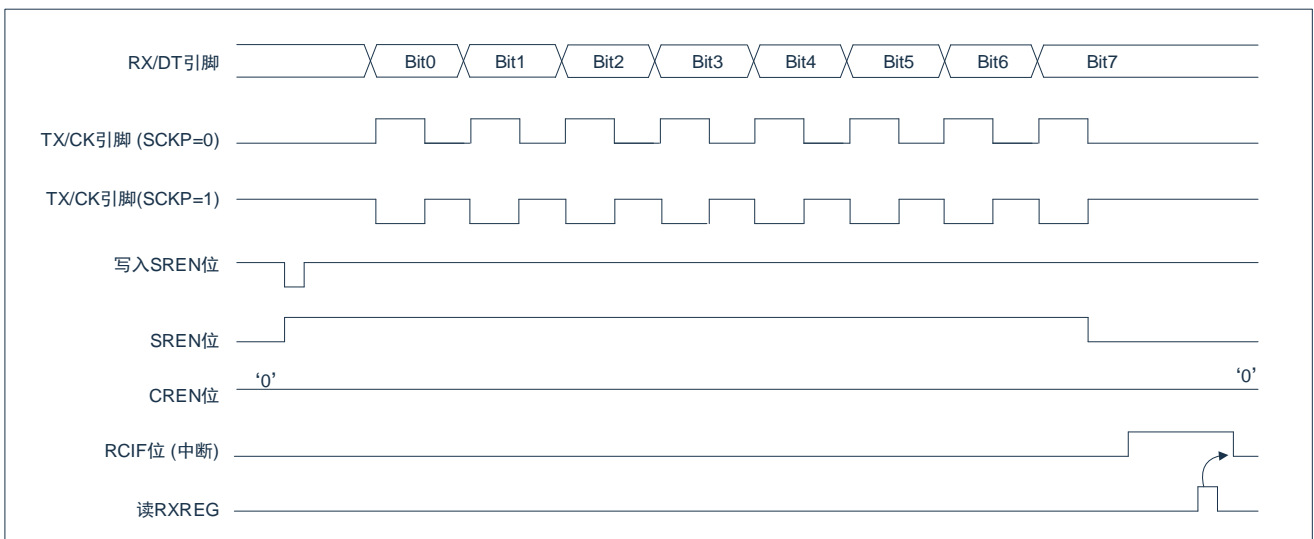 RX/DT引脚 Bit0 Bit1 Bit2 Bit3 Bit4 Bit5 Bit6 Bit7
TX/CK引脚 (SCKP=0)
TX/CK引脚(SCKP=1)
写入SREN位
SREN位
CREN位 ‘0’ ‘0’
RCIF位 (中断)
读RXREG